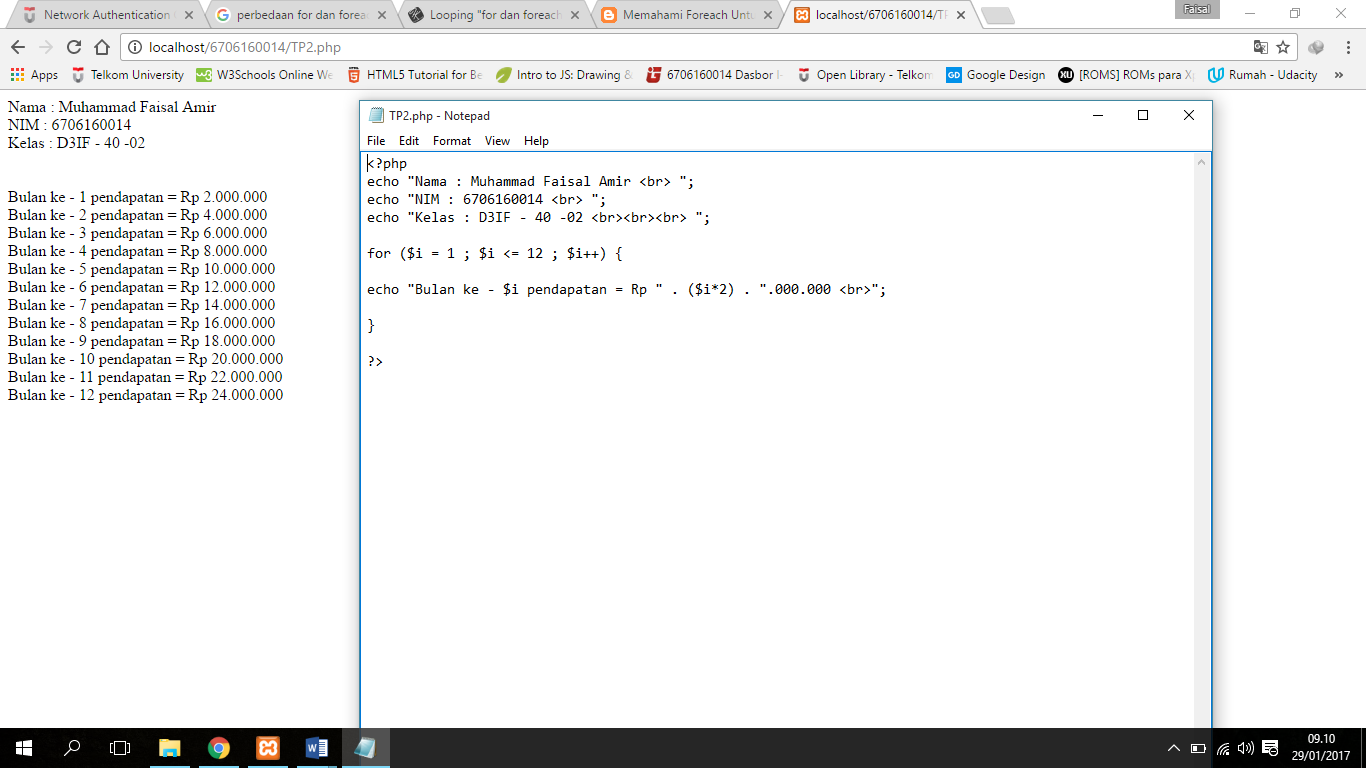 Network Authentication
perbedaan for dan forea
Looping "for dan foreach
Memahami Foreach Untu
localhost/6706160014/TP
Faisal
localhost/6706160014/TP2.php
Apps
Telkom University
W3Schools Online We
HTML5 Tutorial for Be
Intro to JS: Drawing &
6706160014 Dasbor I-
Open Library - Telkom
GD Google Design
XU [ROMS] ROMs para X
Rumah - Udacity
»
Nama : Muhammad Faisal Amir
NIM : 6706160014
Kelas : D3IF - 40 -02
Bulan ke - 1 pendapatan = Rp 2.000.000
Bulan ke - 2 pendapatan = Rp 4.000.000
Bulan ke - 3 pendapatan = Rp 6.000.000
Bulan ke - 4 pendapatan = Rp 8.000.000
Bulan ke - 5 pendapatan = Rp 10.000.000
Bulan ke - 6 pendapatan = Rp 12.000.000
Bulan ke - 7 pendapatan = Rp 14.000.000
Bulan ke - 8 pendapatan = Rp 16.000.000
Bulan ke - 9 pendapatan = Rp 18.000.000
Bulan ke - 10 pendapatan = Rp 20.000.000
Bulan ke - 11 pendapatan = Rp 22.000.000
Bulan ke - 12 pendapatan = Rp 24.000.000
TP2.php - Notepad
File Edit Format View Help
<?php
echo "Nama : Muhammad Faisal Amir <br> ";
echo "NIM : 6706160014 <br> ";
echo "Kelas : D3IF - 40 -02 <br><br><br> ";
for ($i = 1 ; $i <= 12 ; $i++) {
echo "Bulan ke - $i pendapatan = Rp " . ($i*2) . ".000.000 <br>";
}
?>
09.10
29/01/2017